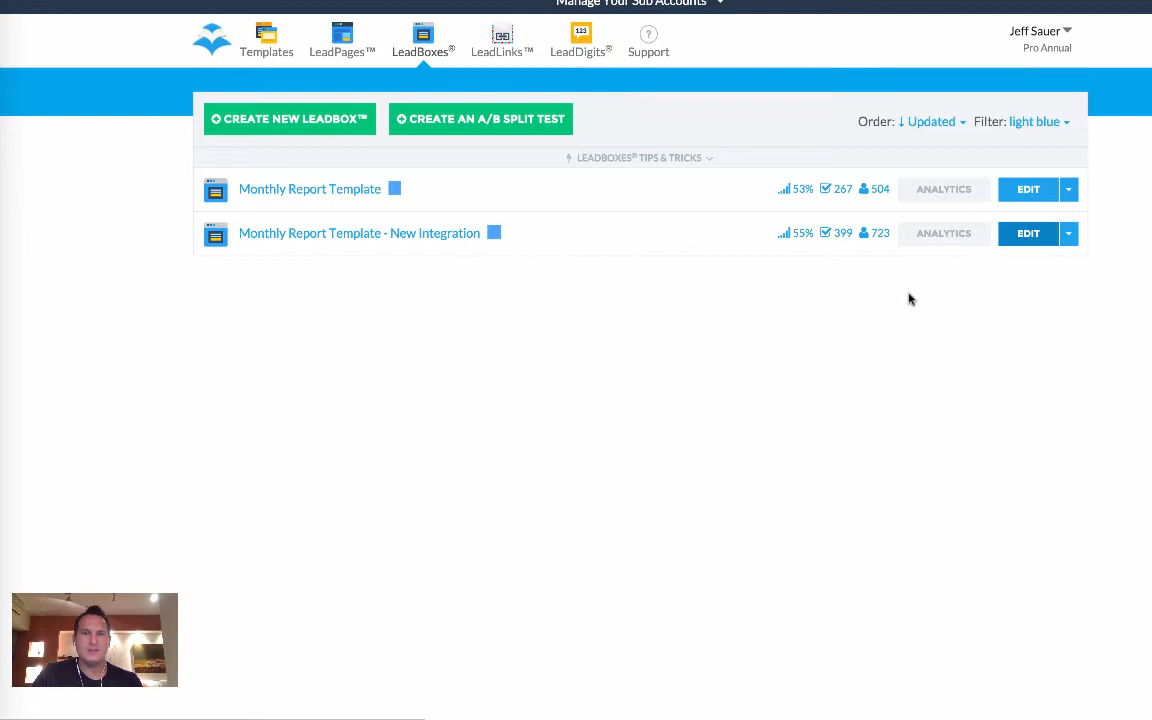 Manage Your Sub Accounts
Templates
LeadPages™
LeadBoxes®
LeadLinks™
123
LeadDigits®
?
Support
Jeff Sauer
Pro Annual
CREATE NEW LEADBOX™
CREATE AN A/B SPLIT TEST
Order: ↓ Updated Filter: light blue
LEADBOXES® TIPS & TRICKS
Monthly Report Template 53% 267 504 ANALYTICS EDIT
Monthly Report Template - New Integration 55% 399 723 ANALYTICS EDIT